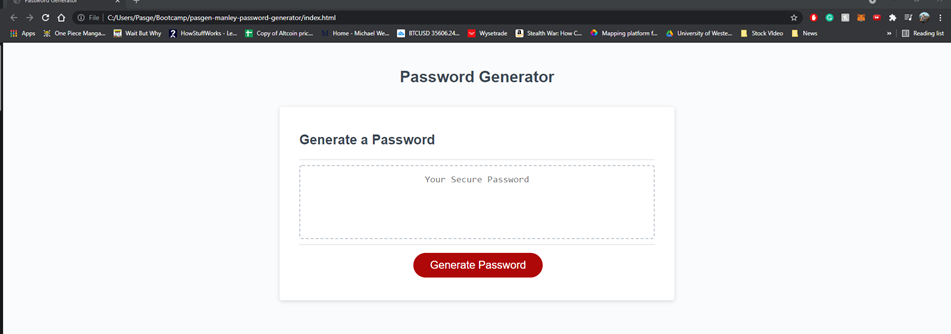 Password Generator
File C:/Users/Pasge/Bootcamp/pasgen-manley-password-generator/index.html
Apps One Piece Manga... Wait But Why HowStuffWorks - Le... Copy of Altcoin pric... Home - Michael We... BTCUSD 35606.24... Wysetrade Stealth War: How C... Mapping platform f... University of Weste... Stock Video News » Reading list
Password Generator
Generate a Password
Your Secure Password
Generate Password